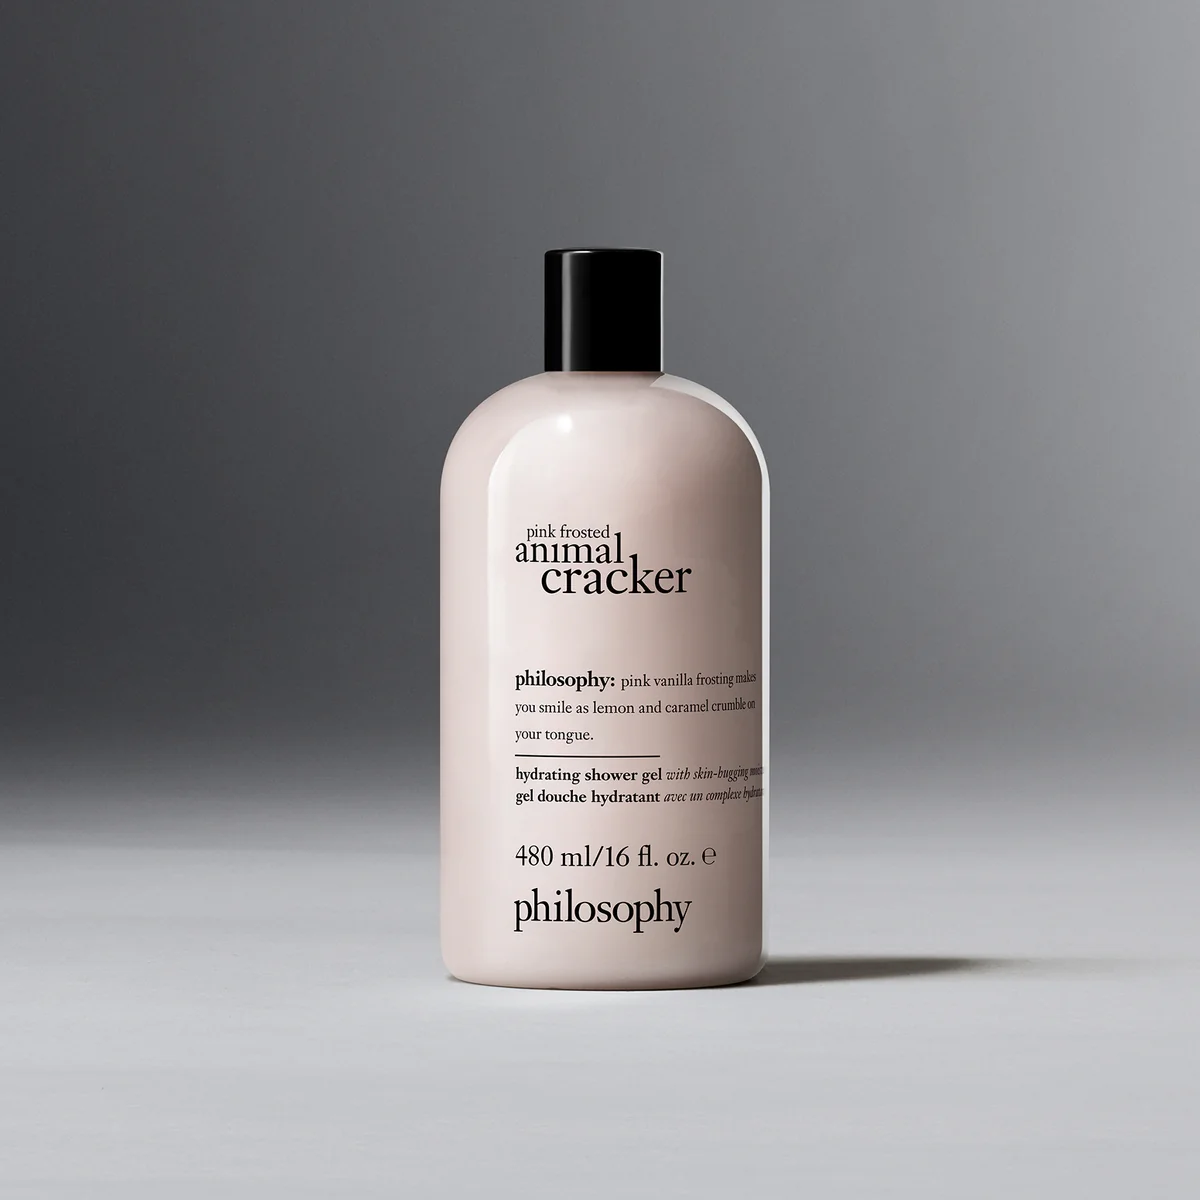 pink frosted
animal
cracker
philosophy: pink vanilla frosting makes
you smile as lemon and caramel crumble on
your tongue.
hydrating shower gel with skin-hugging
gel douche hydratant avec un complexe
480 ml/16 fl. oz. ℮
philosophy